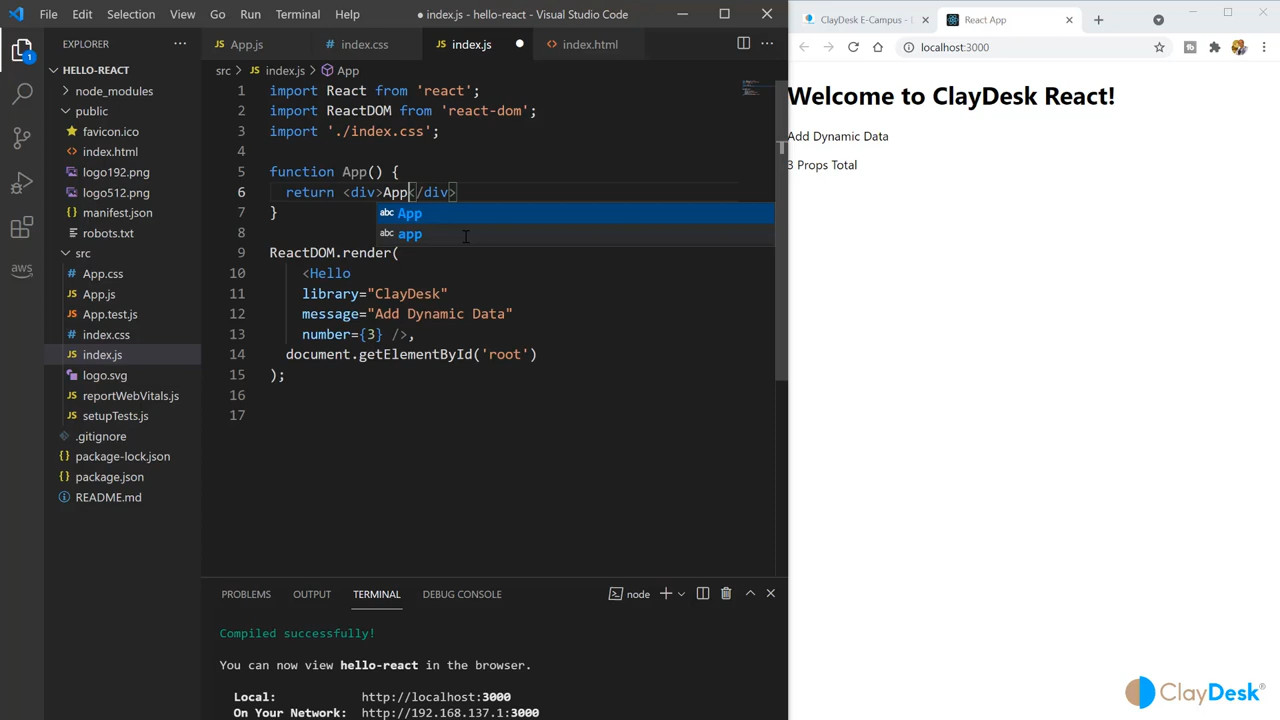 File Edit Selection View Go Run Terminal Help ● index.js - hello-react - Visual Studio Code
EXPLORER ···
HELLO-REACT
node_modules
public
favicon.ico
index.html
logo192.png
logo512.png
manifest.json
robots.txt
src
App.css
App.js
App.test.js
index.css
index.js
logo.svg
reportWebVitals.js
setupTests.js
.gitignore
package-lock.json
package.json
README.md
1
aws
JS App.js # index.css JS index.js ● <> index.html
src > JS index.js > App
1 import React from 'react';
2 import ReactDOM from 'react-dom';
3 import './index.css';
4
5 function App() {
6 return <div>App</div>
7 }
8
9 ReactDOM.render(
10 <Hello
11 library="ClayDesk"
12 message="Add Dynamic Data"
13 number={3} />,
14 document.getElementById('root')
15 );
16
17
abc App
abc app
PROBLEMS OUTPUT TERMINAL DEBUG CONSOLE node
Compiled successfully!
You can now view hello-react in the browser.
Local: http://localhost:3000
On Your Network: http://192.168.137.1:3000
ClayDesk E-Campus - L React App
localhost:3000
Welcome to ClayDesk React!
Add Dynamic Data
3 Props Total
ClayDesk®